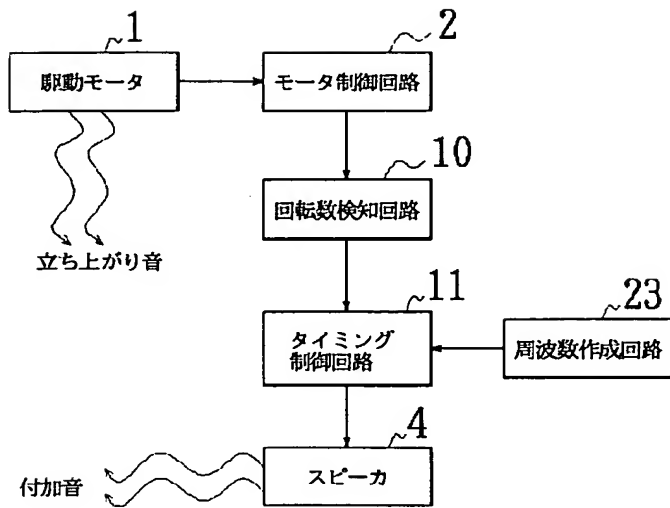 1
2
駆動モータ
モータ制御回路
10
回転数検知回路
立ち上がり音
11
23
タイミング
制御回路
周波数作成回路
4
付加音
スピーカ